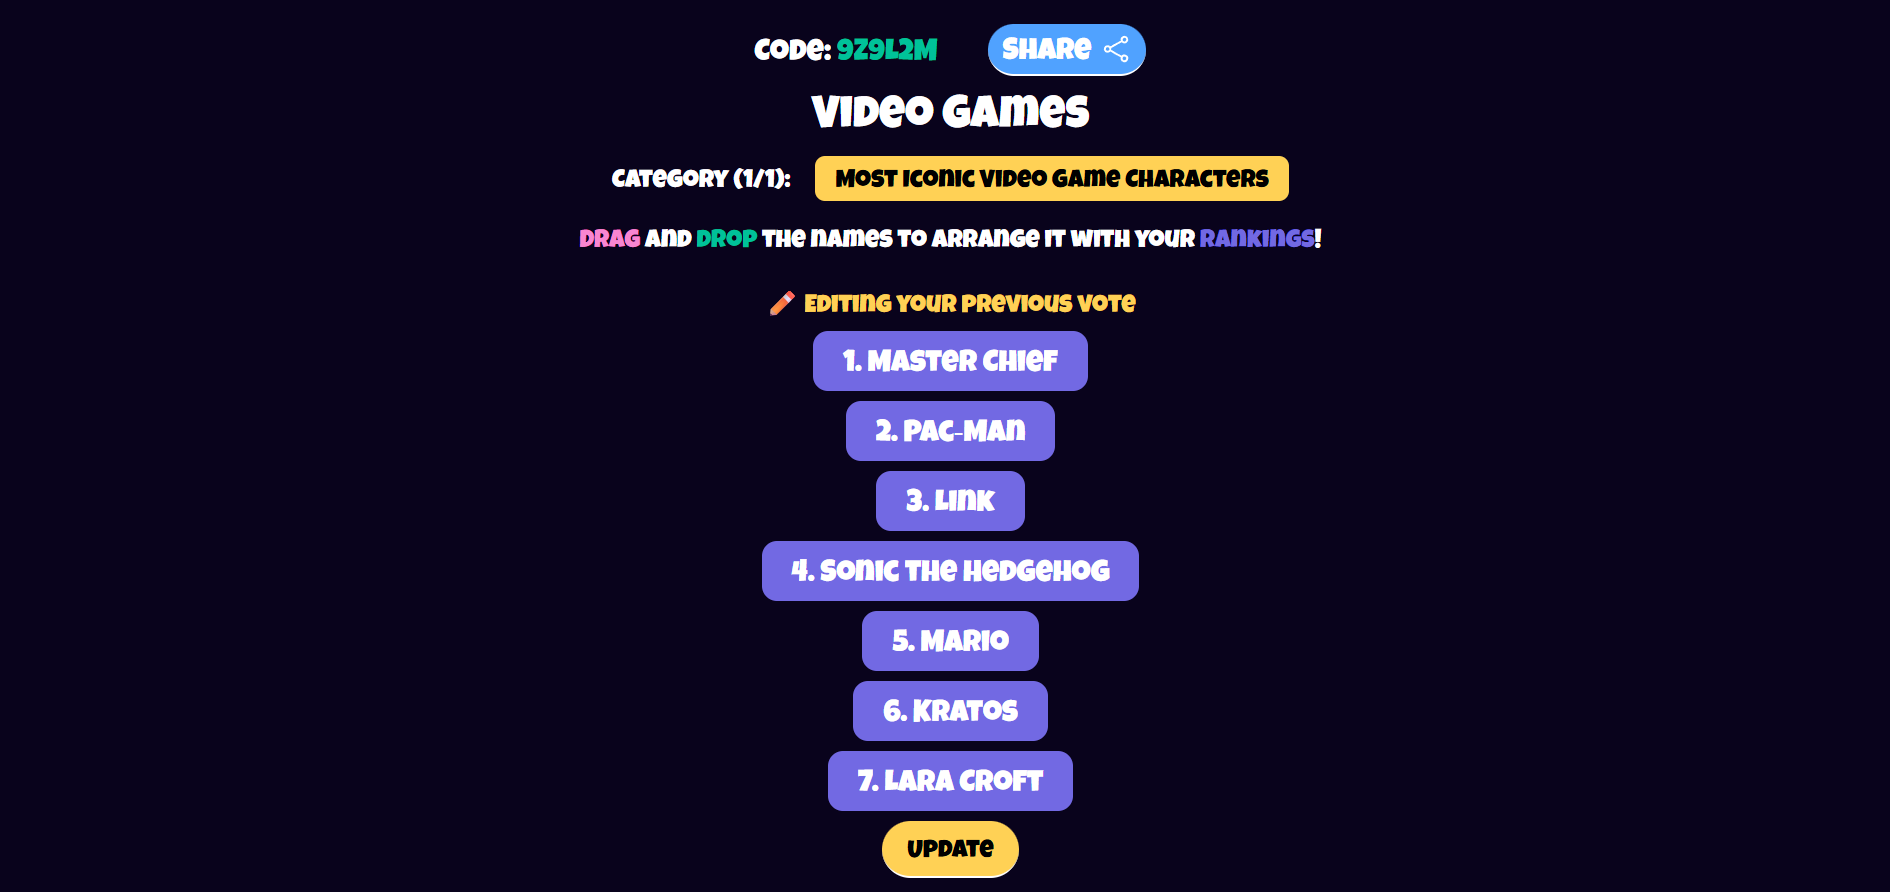 Code: 9Z9L2M
Share
Video Games
Category (1/1):
Most Iconic Video Game Characters
Drag and Drop the names to arrange it with your Rankings!
Editing your previous vote
1. Master Chief
2. Pac-Man
3. Link
4. Sonic the Hedgehog
5. Mario
6. Kratos
7. Lara Croft
Update